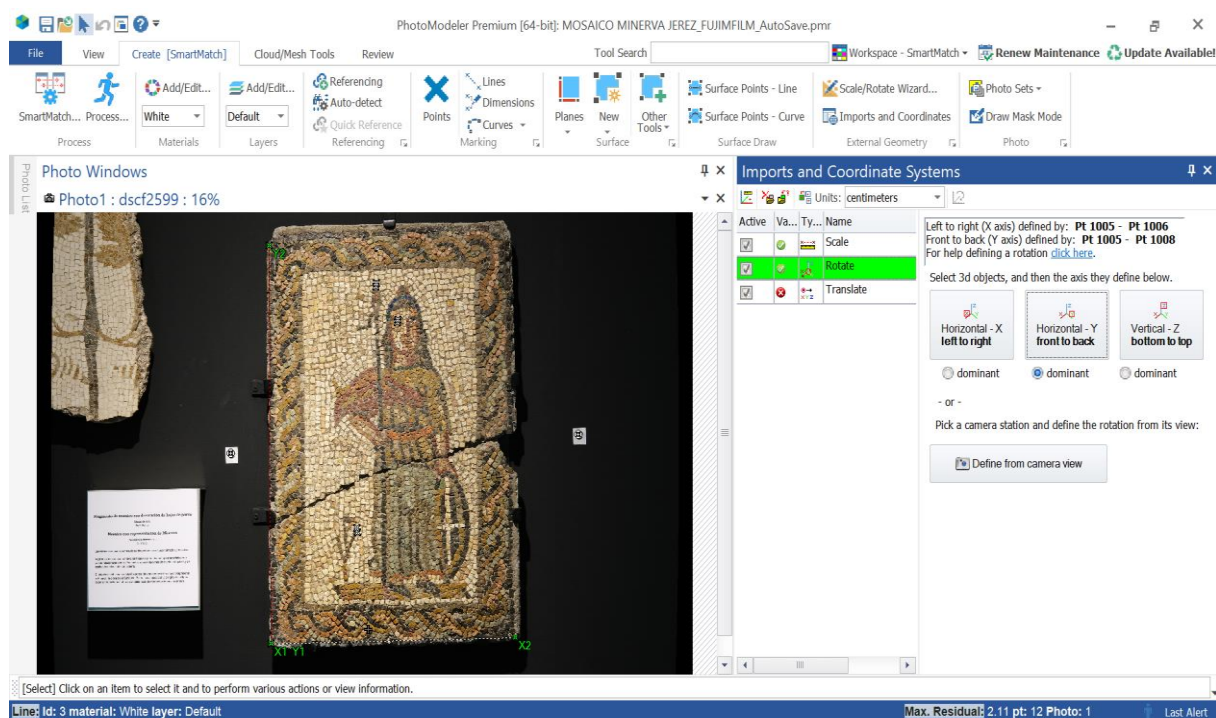 PhotoModeler Premium [64-bit]: MOSAICO MINERVA JEREZ_FUJIMFILM_AutoSave.pmr
File View Create [SmartMatch] Cloud/Mesh Tools Review Tool Search Workspace - SmartMatch Renew Maintenance Update Available!
SmartMatch... Process...
Process
Add/Edit...
White
Materials
Add/Edit...
Default
Layers
Referencing
Auto-detect
Quick Reference
Referencing
Points
Lines
Dimensions
Curves
Marking
Planes New Other Tools
Surface
Surface Points - Line
Surface Points - Curve
Surface Draw
Scale/Rotate Wizard...
Imports and Coordinates
External Geometry
Photo Sets
Draw Mask Mode
Photo
Photo List
Photo Windows
Photo1 : dscf2599 : 16%
Y2
X1 Y1
X2
Imports and Coordinate Systems
Units: centimeters
Active Va... Ty... Name
Scale
Rotate
Translate
Left to right (X axis) defined by: Pt 1005 - Pt 1006
Front to back (Y axis) defined by: Pt 1005 - Pt 1008
For help defining a rotation click here.
Select 3d objects, and then the axis they define below.
Horizontal - X
left to right
Horizontal - Y
front to back
Vertical - Z
bottom to top
dominant dominant dominant
- or -
Pick a camera station and define the rotation from its view:
Define from camera view
[Select] Click on an item to select it and to perform various actions or view information.
Line: Id: 3 material: White layer: Default
Max. Residual: 2.11 pt: 12 Photo: 1
Last Alert